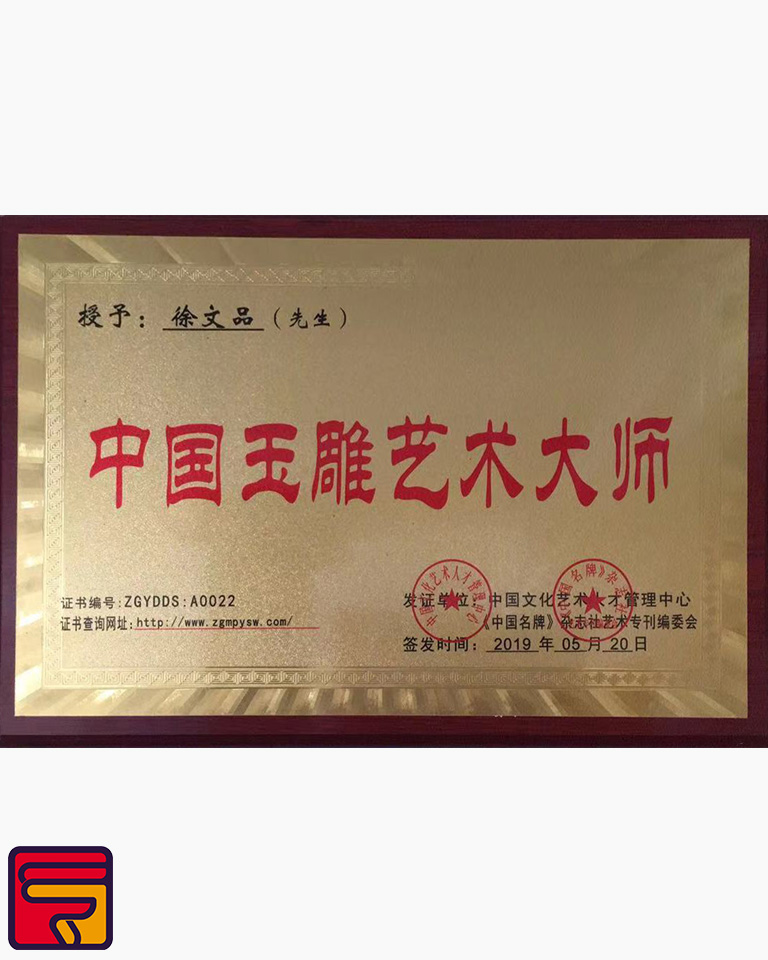 授予：徐文品（先生）
中国玉雕艺术大师
证书编号:ZGYDDS:A0022
证书查询网址:http://www.zgmpysw.com/
发证单位:中国文化艺术人才管理中心
《中国名牌》杂志社艺术专刊编委会
签发时间：2019年05月20日